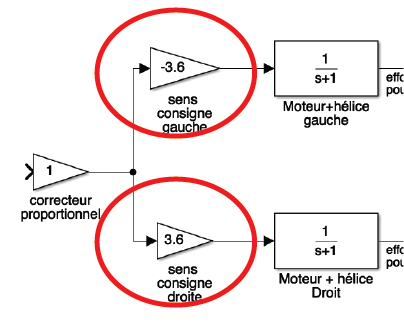 -3.6
sens
consigne
gauche
1
s+1
Moteur+hélice
gauche
1
correcteur
proportionnel
3.6
sens
consigne
droite
1
s+1
Moteur + hélice
Droit